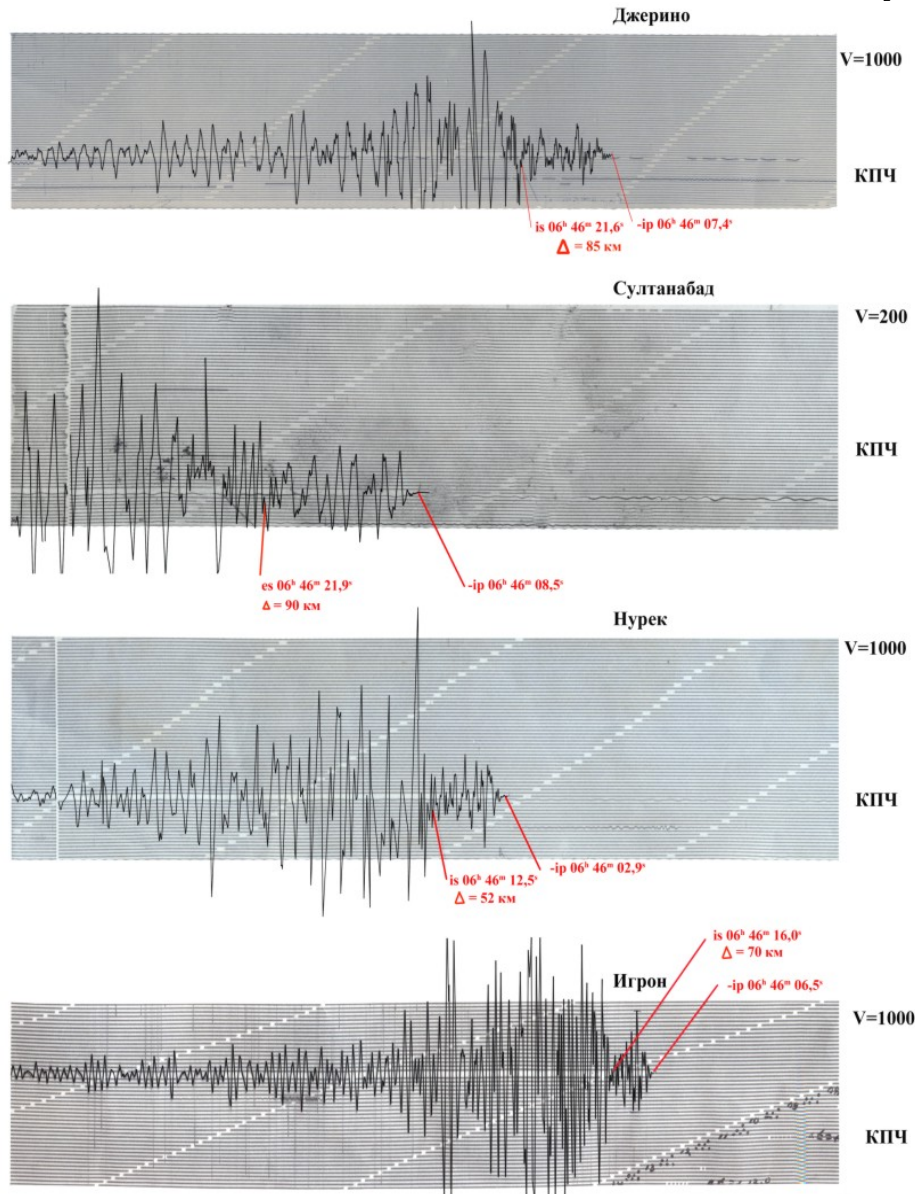 Джерино
V=1000
КПЧ
is 06ʰ 46ᵐ 21,6ˢ
-ip 06ʰ 46ᵐ 07,4ˢ
Δ = 85 км
Султанабад
V=200
КПЧ
es 06ʰ 46ᵐ 21,9ˢ
-ip 06ʰ 46ᵐ 08,5ˢ
Δ = 90 км
Нурек
V=1000
КПЧ
is 06ʰ 46ᵐ 12,5ˢ
-ip 06ʰ 46ᵐ 02,9ˢ
Δ = 52 км
is 06ʰ 46ᵐ 16,0ˢ
Δ = 70 км
Игрон
-ip 06ʰ 46ᵐ 06,5ˢ
V=1000
КПЧ